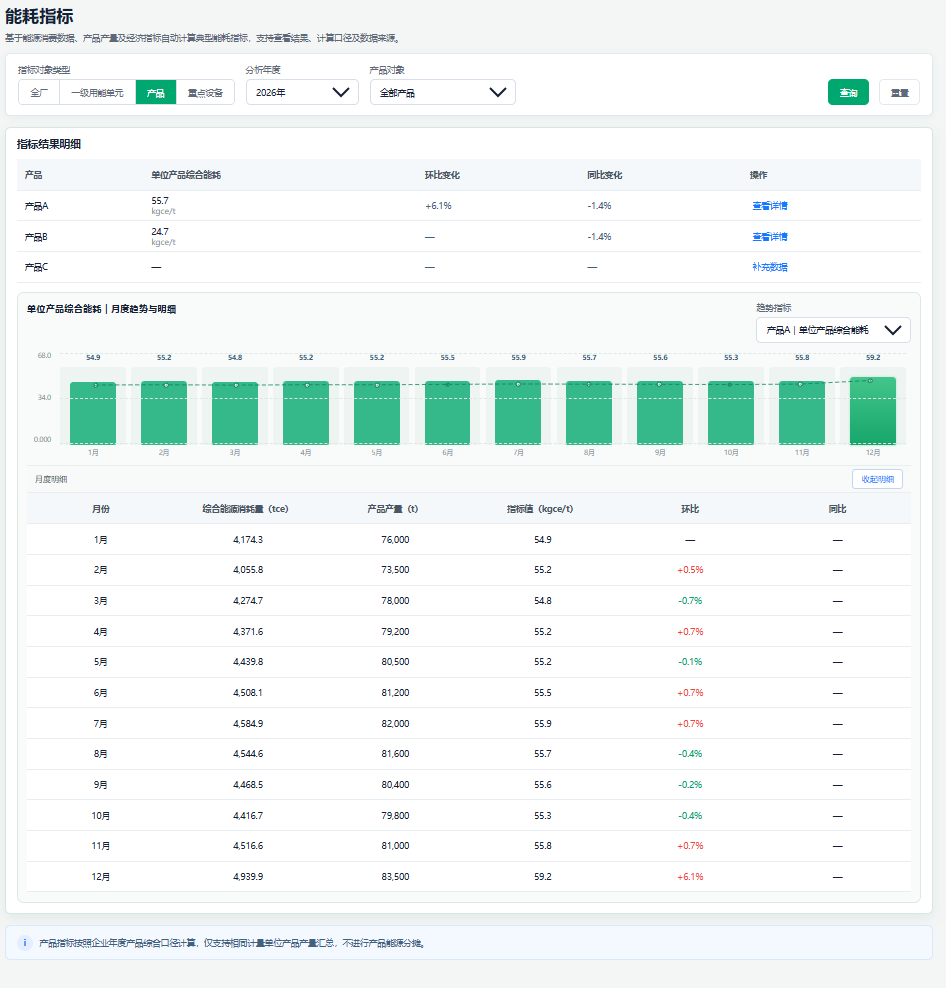 能耗指标
基于能源消费数据、产品产量及经济指标自动计算典型能耗指标，支持查看结果、计算口径及数据来源。
指标对象类型 分析年度 产品对象
全厂 一级用能单元 产品 重点设备 2026年 全部产品 查询 重置
指标结果明细
产品 单位产品综合能耗 环比变化 同比变化 操作
产品A 55.7 kgce/t +6.1% -1.4% 查看详情
产品B 24.7 kgce/t — -1.4% 查看详情
产品C — — — 补充数据
单位产品综合能耗 | 月度趋势与明细 趋势指标
产品A | 单位产品综合能耗
68.0 54.9 55.2 54.8 55.2 55.2 55.5 55.9 55.7 55.6 55.3 55.8 59.2
34.0
0.000
1月 2月 3月 4月 5月 6月 7月 8月 9月 10月 11月 12月
月度明细 收起明细
月份 综合能源消耗量（tce） 产品产量（t） 指标值（kgce/t） 环比 同比
1月 4,174.3 76,000 54.9 — —
2月 4,055.8 73,500 55.2 +0.5% —
3月 4,274.7 78,000 54.8 -0.7% —
4月 4,371.6 79,200 55.2 +0.7% —
5月 4,439.8 80,500 55.2 -0.1% —
6月 4,508.1 81,200 55.5 +0.7% —
7月 4,584.9 82,000 55.9 +0.7% —
8月 4,544.6 81,600 55.7 -0.4% —
9月 4,468.5 80,400 55.6 -0.2% —
10月 4,416.7 79,800 55.3 -0.4% —
11月 4,516.6 81,000 55.8 +0.7% —
12月 4,939.9 83,500 59.2 +6.1% —
i 产品指标按照企业年度产品综合口径计算，仅支持相同计量单位产品产量汇总，不进行产品能源分摊。